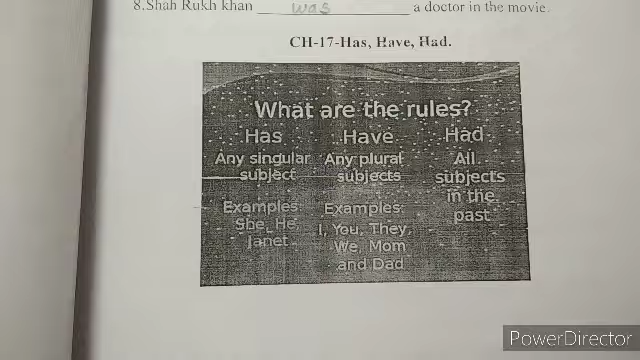 8.Shah Rukh khan was a doctor in the movie.
CH-17-Has, Have, Had.
What are the rules?
Has Have Had
Any singular subject
Any plural subjects
All subjects in the past
Examples
She, He,
Janet
Examples:
I, You, They,
We, Mom
and Dad
PowerDirector